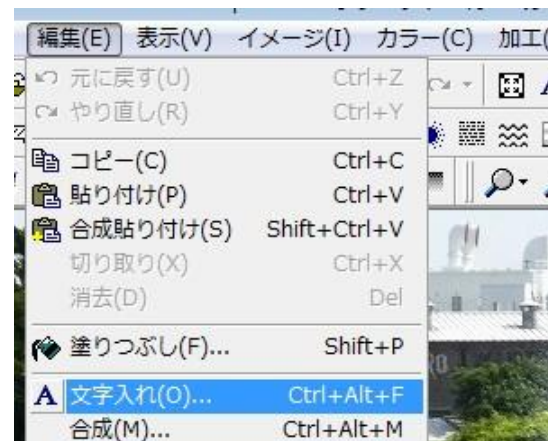 編集(E) 表示(V) イメージ(I) カラー(C) 加工(
元に戻す(U) Ctrl+Z
やり直し(R) Ctrl+Y
コピー(C) Ctrl+C
貼り付け(P) Ctrl+V
合成貼り付け(S) Shift+Ctrl+V
切り取り(X) Ctrl+X
消去(D) Del
塗りつぶし(F)... Shift+P
A 文字入れ(O)... Ctrl+Alt+F
合成(M)... Ctrl+Alt+M